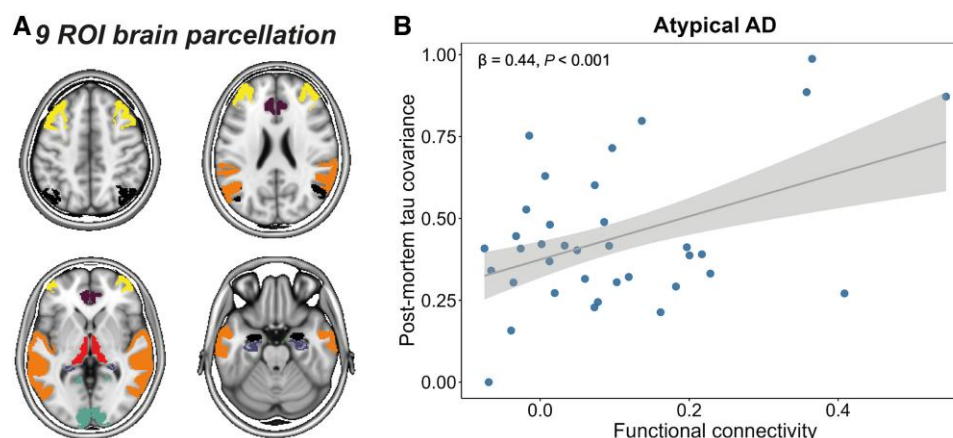 A 9 ROI brain parcellation
B Atypical AD
β = 0.44, P < 0.001
Post-mortem tau covariance
1.00
0.75
0.50
0.25
0.00
0.0 0.2 0.4
Functional connectivity